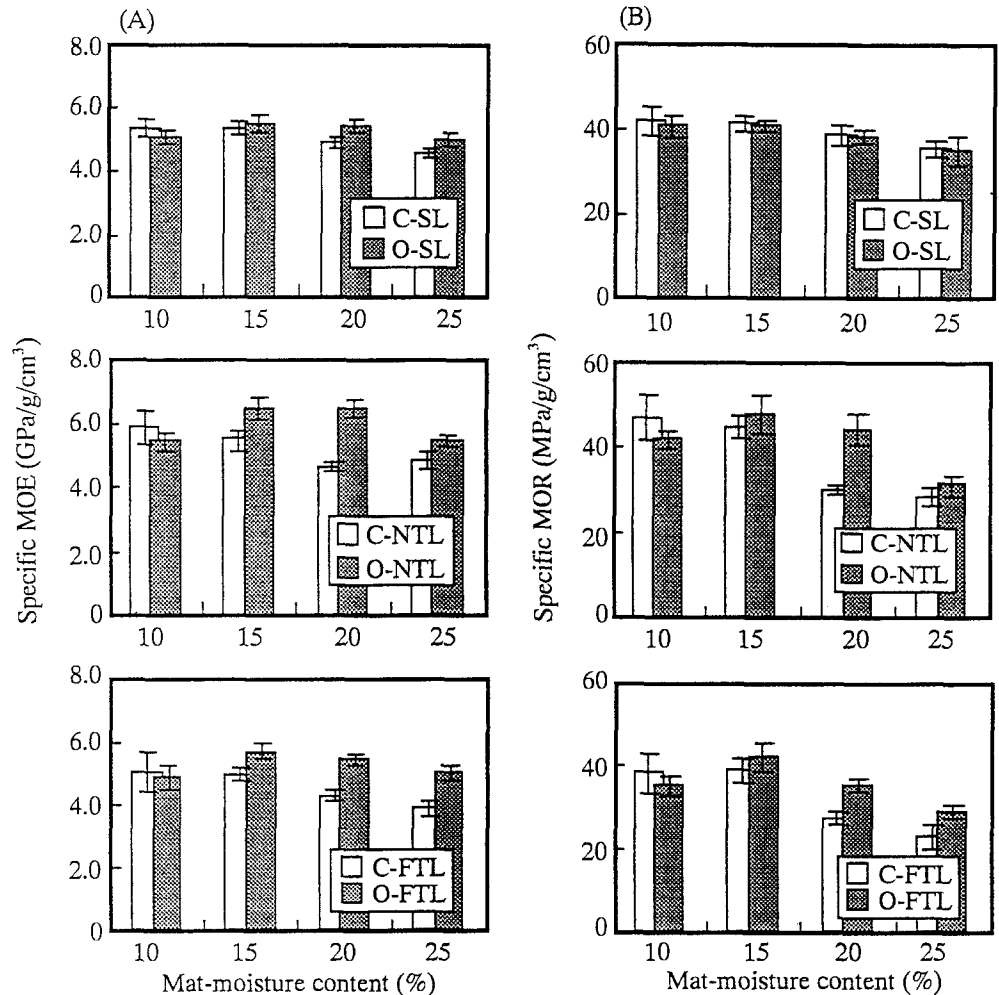 (A)
8.0
6.0
4.0
2.0
0
C-SL
O-SL
10 15 20 25
8.0
6.0
4.0
2.0
0
C-NTL
O-NTL
10 15 20 25
8.0
6.0
4.0
2.0
0
C-FTL
O-FTL
10 15 20 25
Specific MOE (GPa/g/cm³)
Mat-moisture content (%)
(B)
60
40
20
0
C-SL
O-SL
10 15 20 25
60
40
20
0
C-NTL
O-NTL
10 15 20 25
60
40
20
0
C-FTL
O-FTL
10 15 20 25
Specific MOR (MPa/g/cm³)
Mat-moisture content (%)